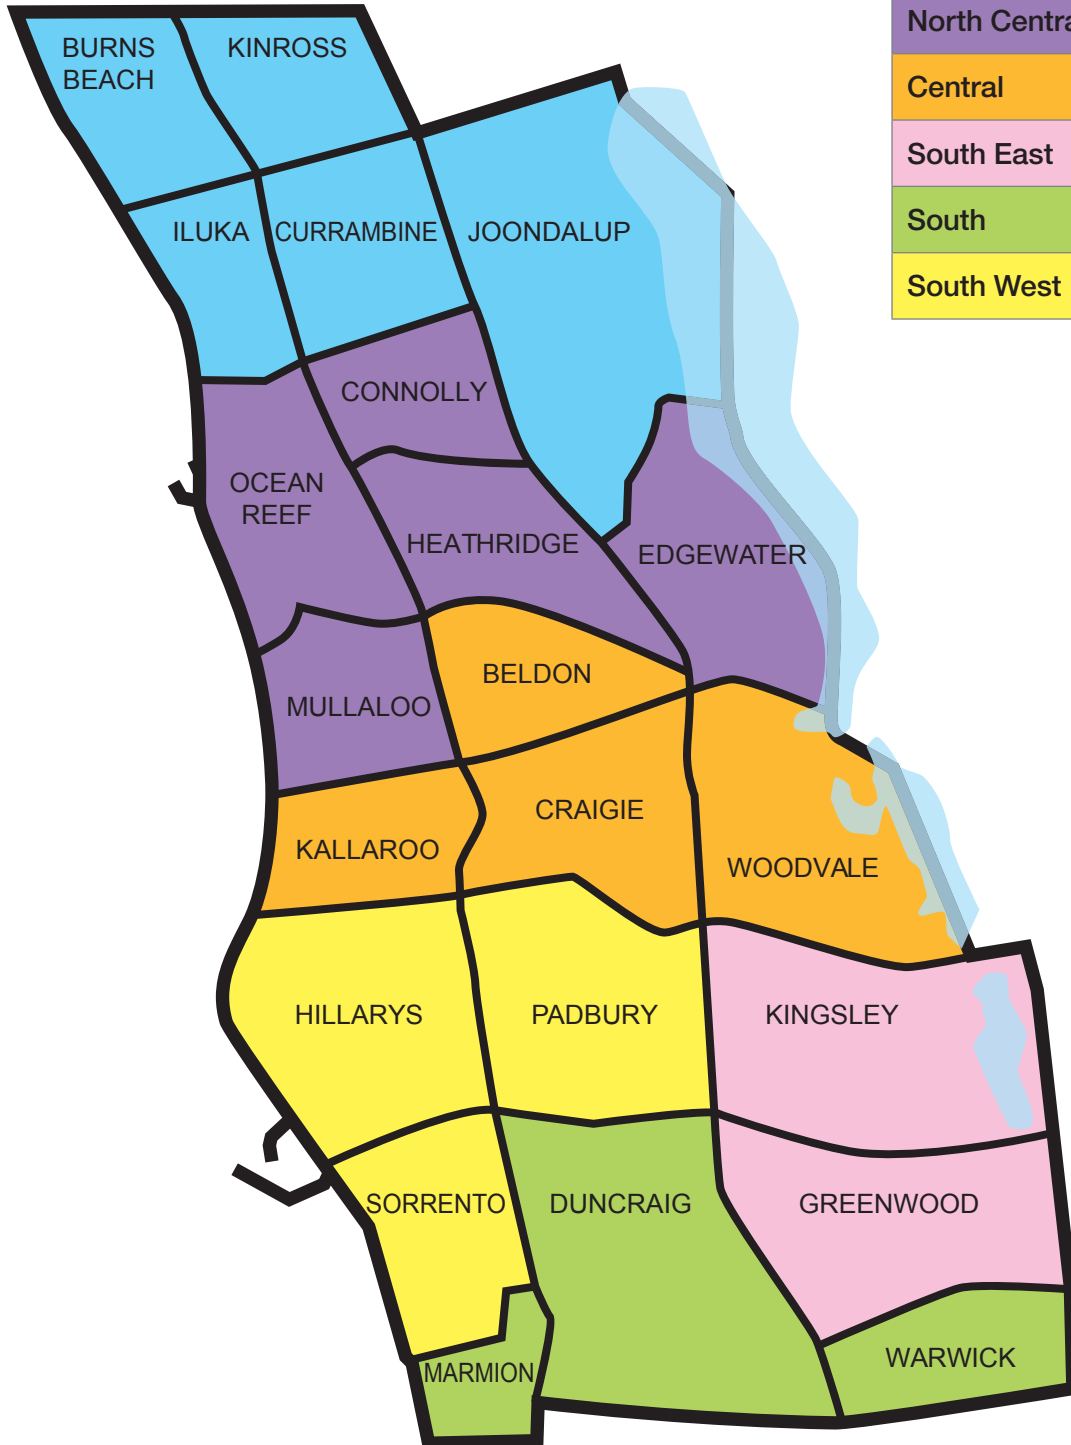 BURNS
BEACH
KINROSS
North Centra
Central
South East
South
South West
ILUKA
CURRAMBINE
JOONDALUP
CONNOLLY
OCEAN
REEF
HEATHRIDGE
EDGEWATER
BELDON
MULLALOO
CRAIGIE
KALLAROO
WOODVALE
HILLARYS
PADBURY
KINGSLEY
SORRENTO
DUNCRAIG
GREENWOOD
MARMION
WARWICK